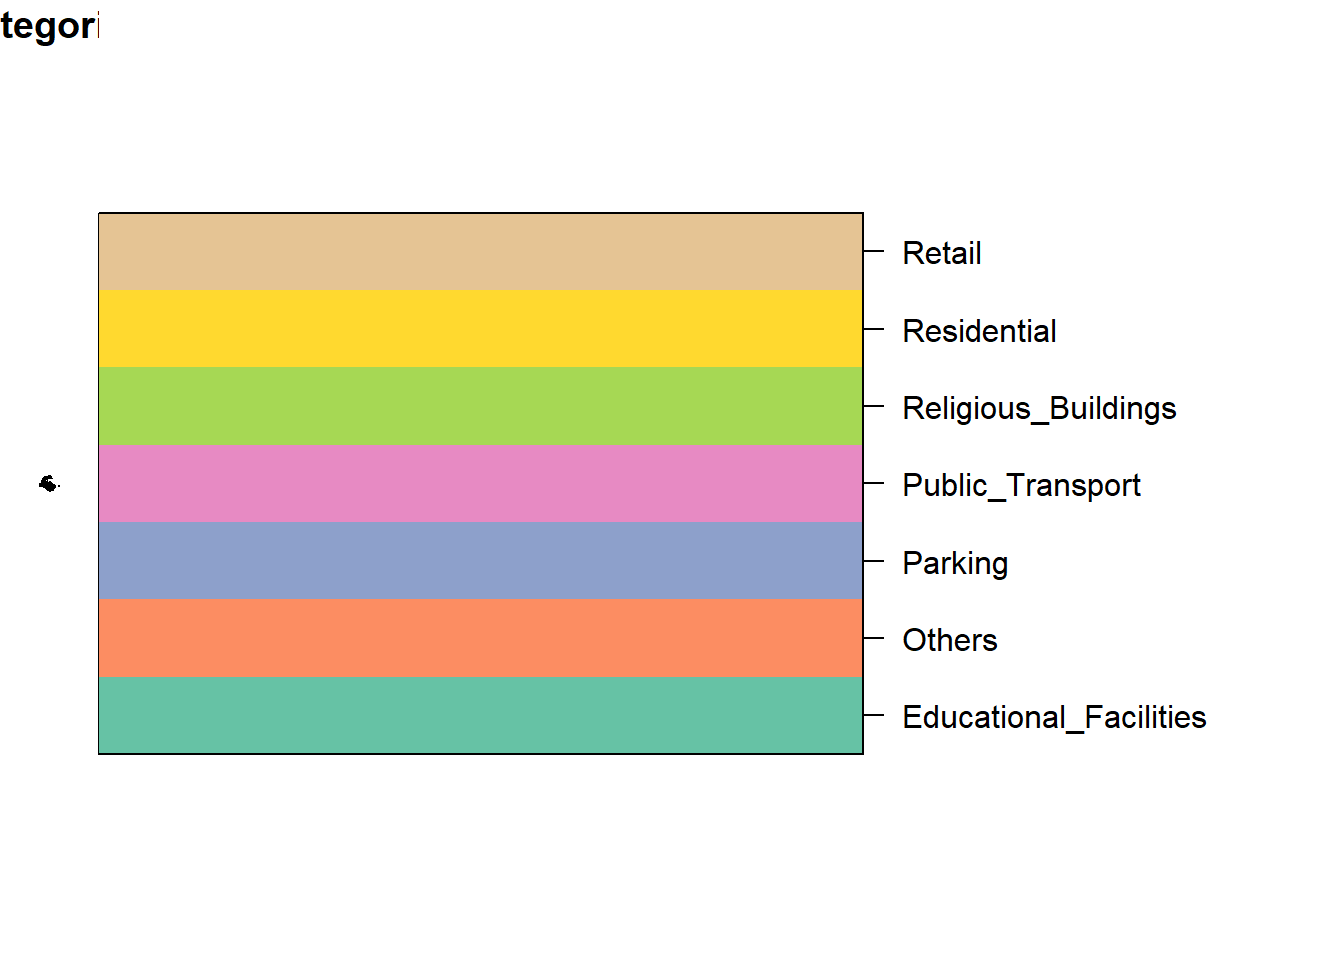 tegori
Retail
Residential
Religious_Buildings
Public_Transport
Parking
Others
Educational_Facilities